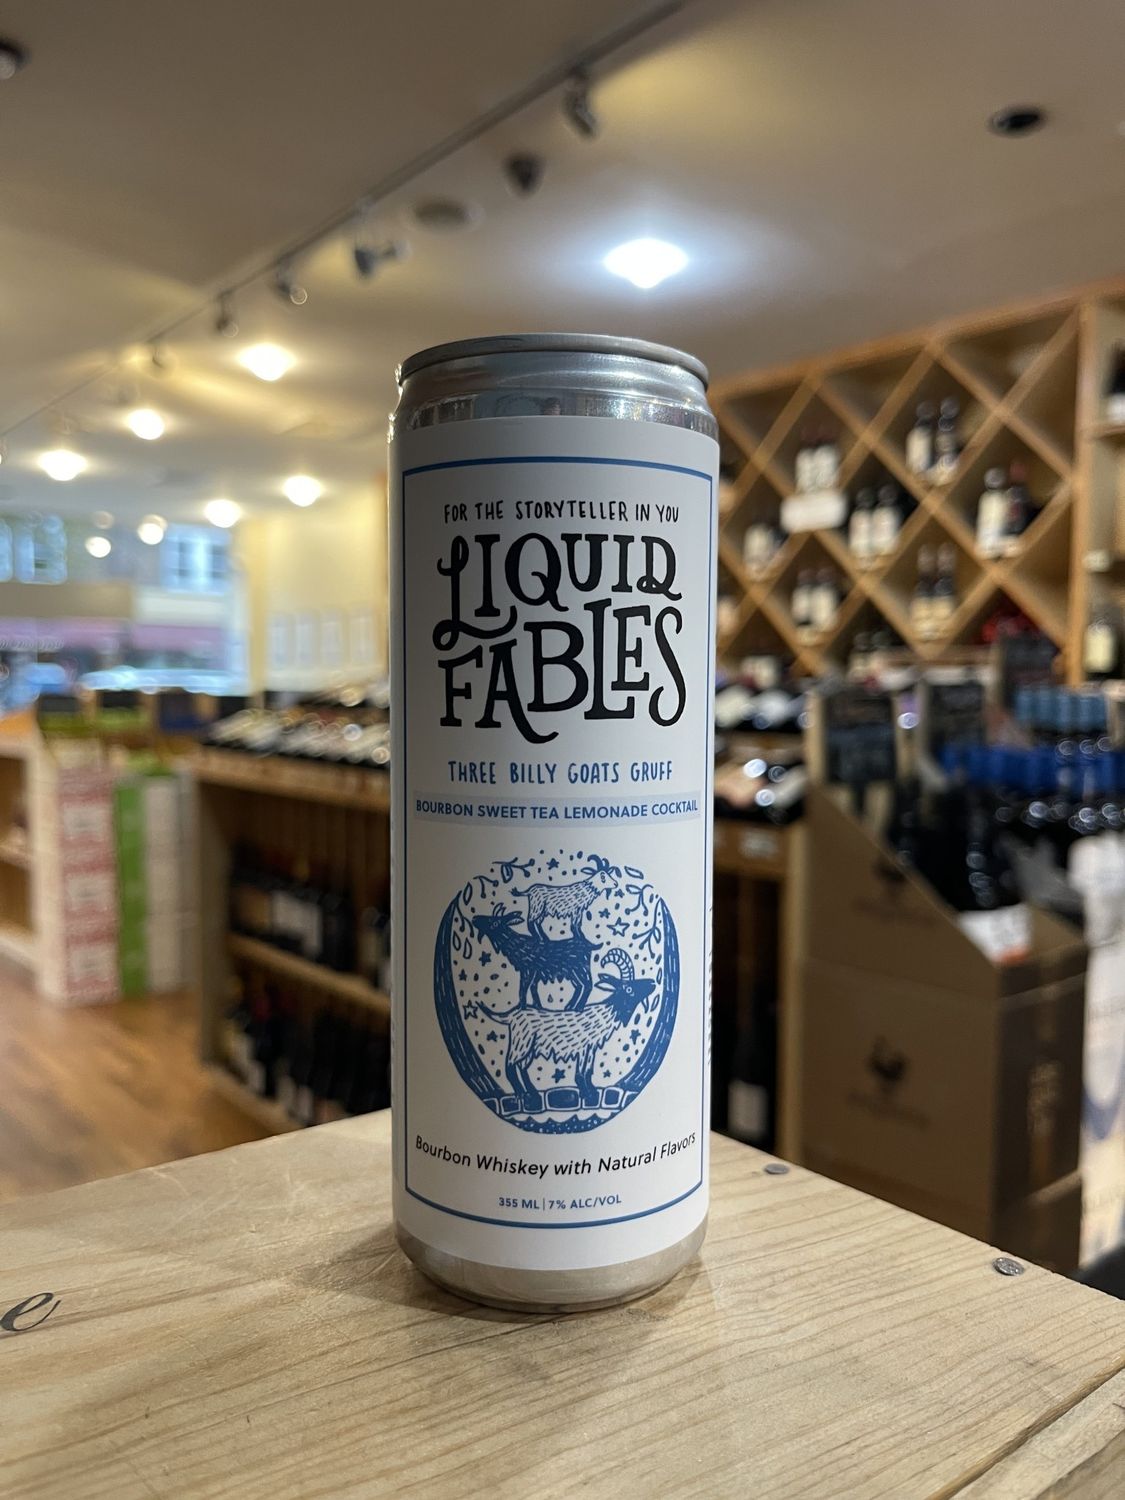 FOR THE STORYTELLER IN YOU
LIQUID
FABLES
THREE BILLY GOATS GRUFF
BOURBON SWEET TEA LEMONADE COCKTAIL
Bourbon Whiskey with Natural Flavors
355 ML | 7% ALC/VOL
e